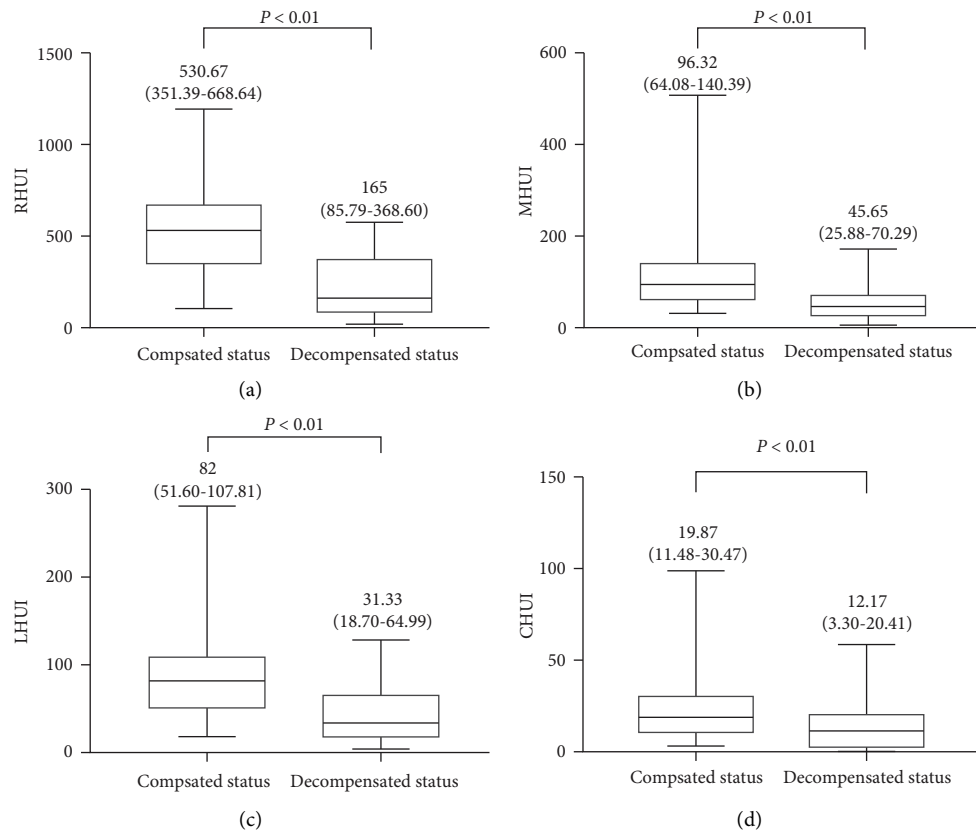 P < 0.01
1500
1000
500
0
RHUI
530.67
(351.39-668.64)
165
(85.79-368.60)
Compsated status
Decompensated status
(a)
P < 0.01
600
400
200
0
MHUI
96.32
(64.08-140.39)
45.65
(25.88-70.29)
Compsated status
Decompensated status
(b)
P < 0.01
300
200
100
0
LHUI
82
(51.60-107.81)
31.33
(18.70-64.99)
Compsated status
Decompensated status
(c)
P < 0.01
150
100
50
0
CHUI
19.87
(11.48-30.47)
12.17
(3.30-20.41)
Compsated status
Decompensated status
(d)